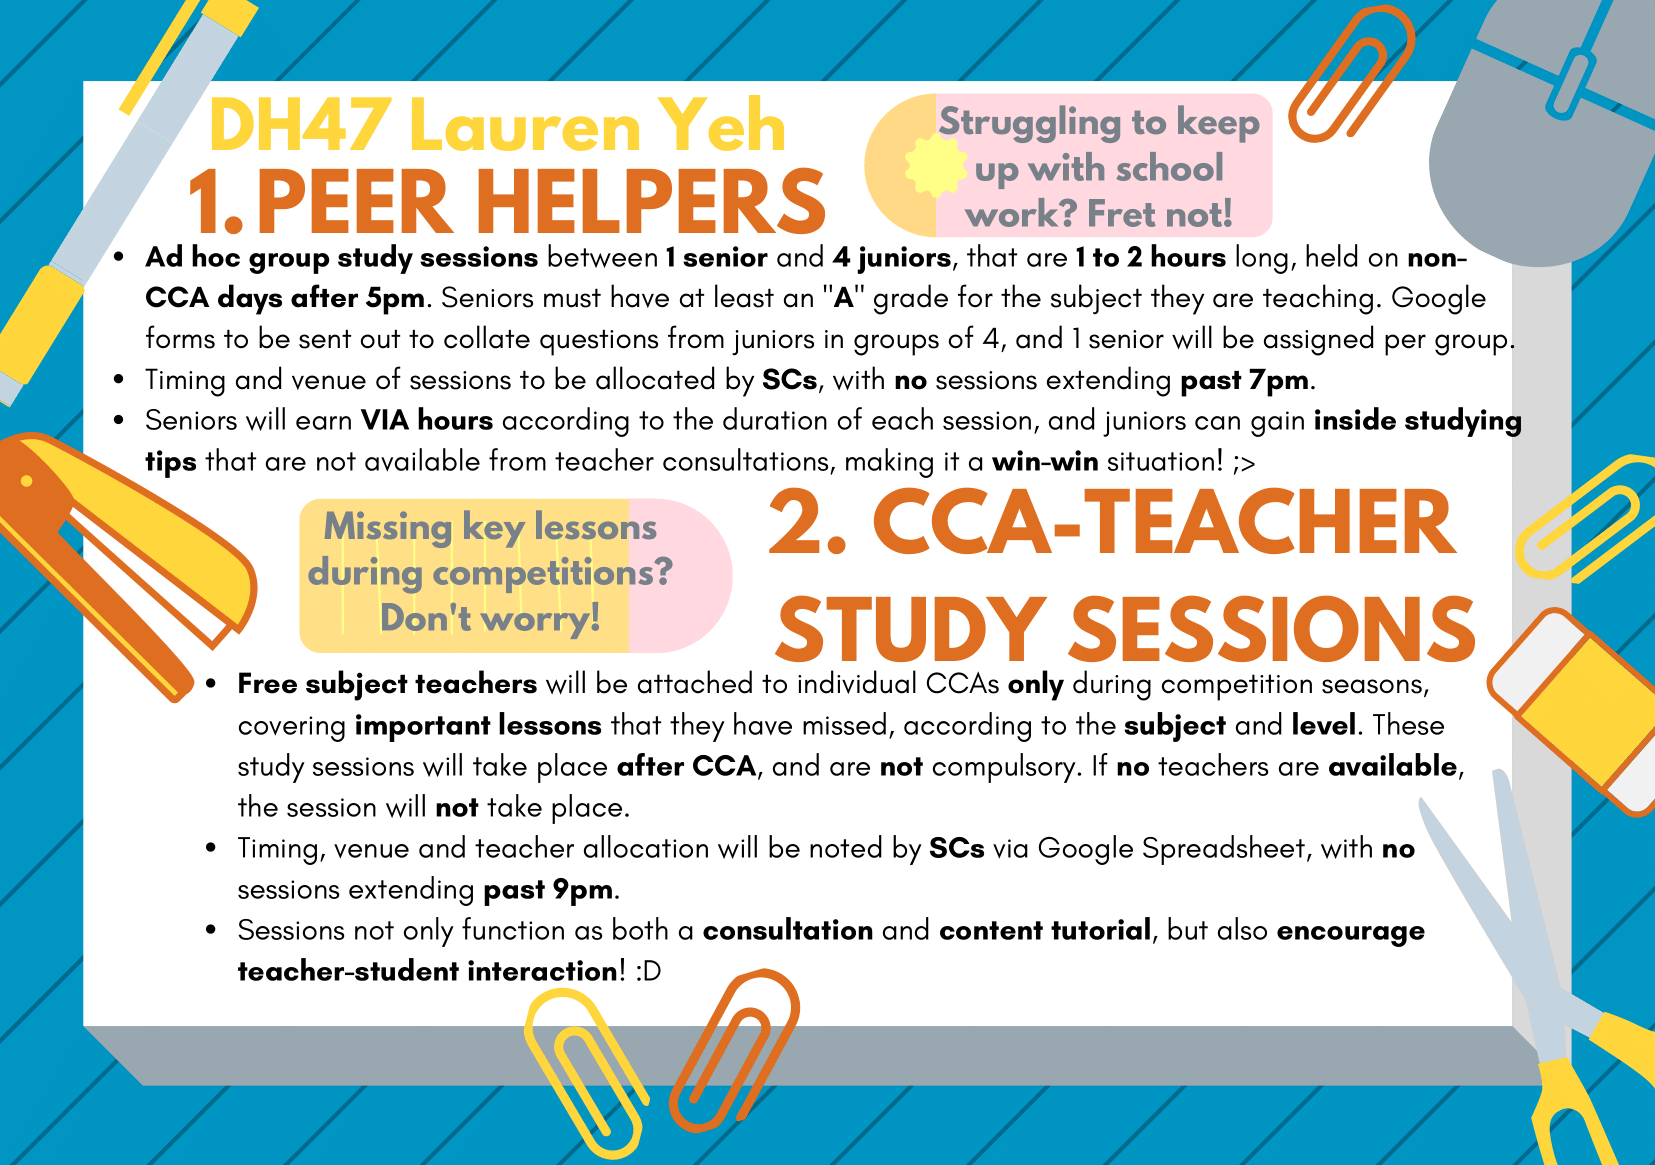 DH47 Lauren Yeh
1. PEER HELPERS
Struggling to keep
up with school
work? Fret not!
• Ad hoc group study sessions between 1 senior and 4 juniors, that are 1 to 2 hours long, held on non-
CCA days after 5pm. Seniors must have at least an "A" grade for the subject they are teaching. Google
forms to be sent out to collate questions from juniors in groups of 4, and 1 senior will be assigned per group.
• Timing and venue of sessions to be allocated by SCs, with no sessions extending past 7pm.
• Seniors will earn VIA hours according to the duration of each session, and juniors can gain inside studying
tips that are not available from teacher consultations, making it a win-win situation! ;>
Missing key lessons
during competitions?
Don't worry!
2. CCA-TEACHER
STUDY SESSIONS
• Free subject teachers will be attached to individual CCAs only during competition seasons,
covering important lessons that they have missed, according to the subject and level. These
study sessions will take place after CCA, and are not compulsory. If no teachers are available,
the session will not take place.
• Timing, venue and teacher allocation will be noted by SCs via Google Spreadsheet, with no
sessions extending past 9pm.
• Sessions not only function as both a consultation and content tutorial, but also encourage
teacher-student interaction! :D